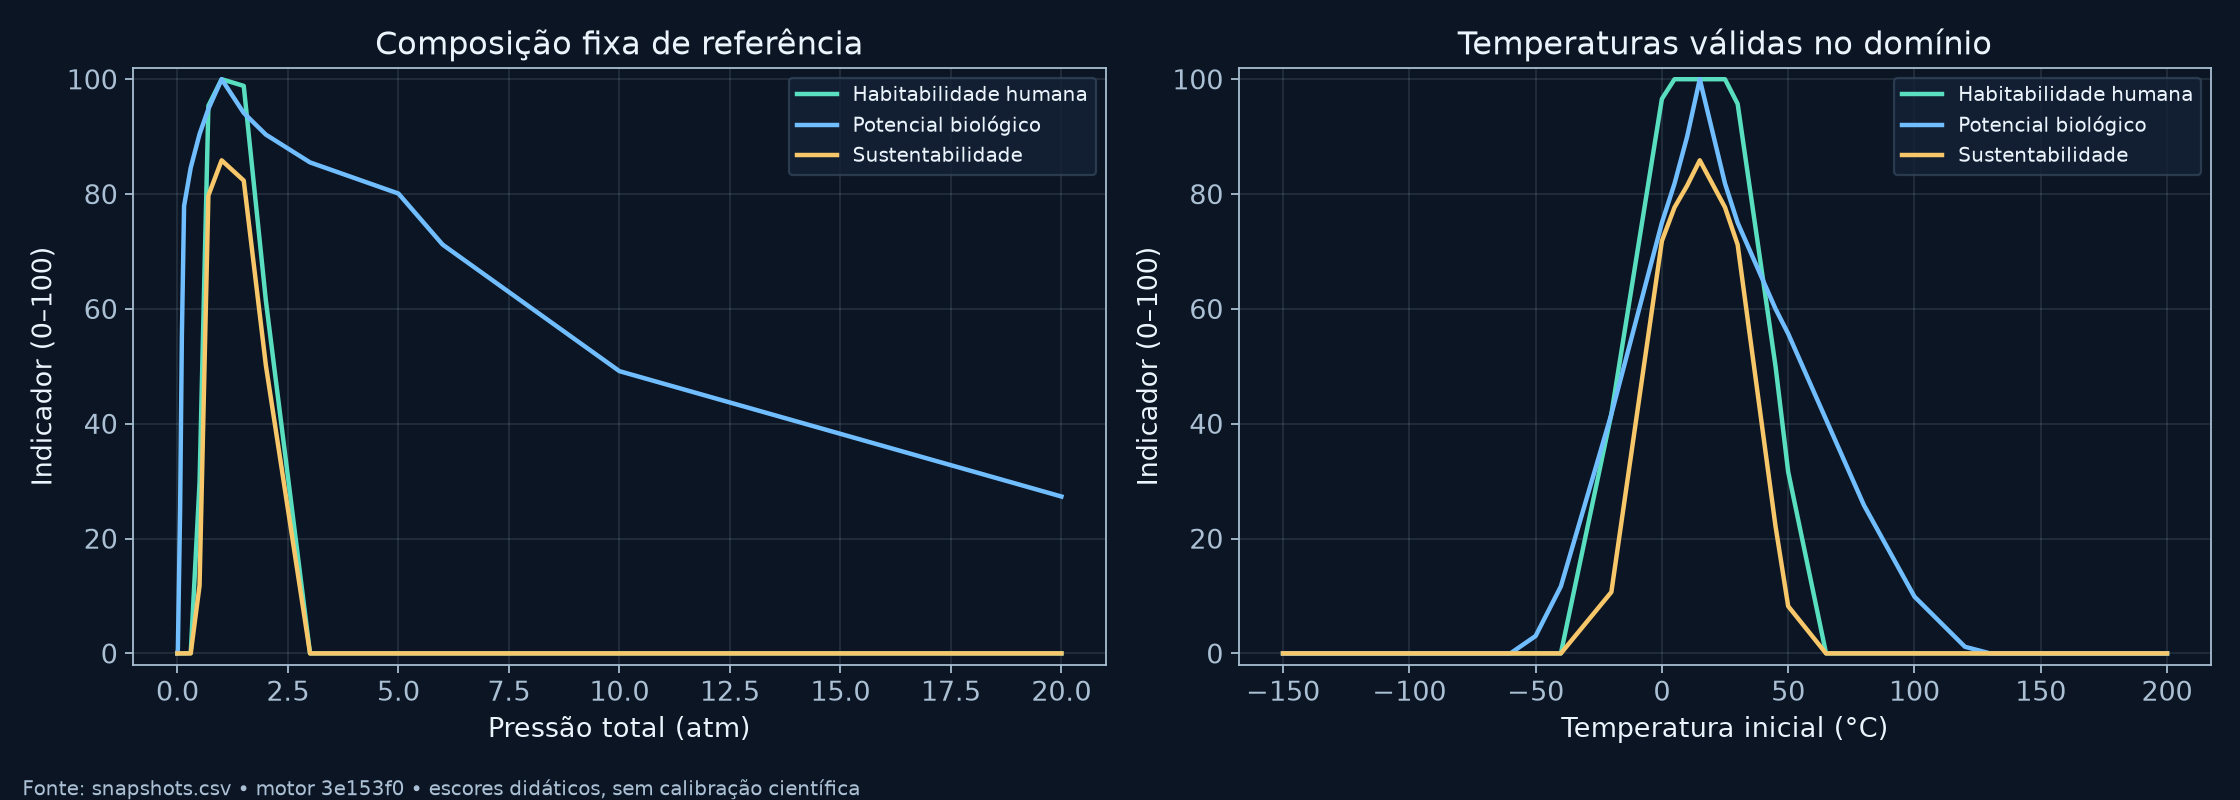 Composição fixa de referência
100
80
60
40
20
0
Indicador (0–100)
Habitabilidade humana
Potencial biológico
Sustentabilidade
0.0 2.5 5.0 7.5 10.0 12.5 15.0 17.5 20.0
Pressão total (atm)
Temperaturas válidas no domínio
100
80
60
40
20
0
Indicador (0–100)
Habitabilidade humana
Potencial biológico
Sustentabilidade
−150 −100 −50 0 50 100 150 200
Temperatura inicial (°C)
Fonte: snapshots.csv • motor 3e153f0 • escores didáticos, sem calibração científica